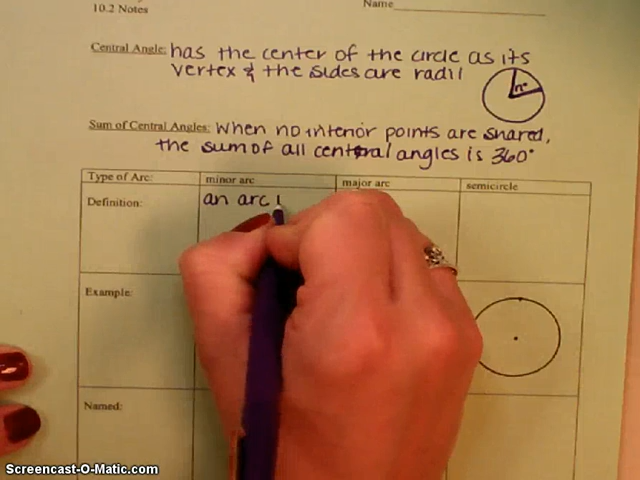 Name
10.2 Notes
Central Angle: has the center of the circle as its
vertex & the sides are radii
n°
Sum of Central Angles: When no interior points are shared,
the sum of all central angles is 360°
Type of Arc: minor arc major arc semicircle
Definition: an arc
Example:
Named:
Screencast-O-Matic.com